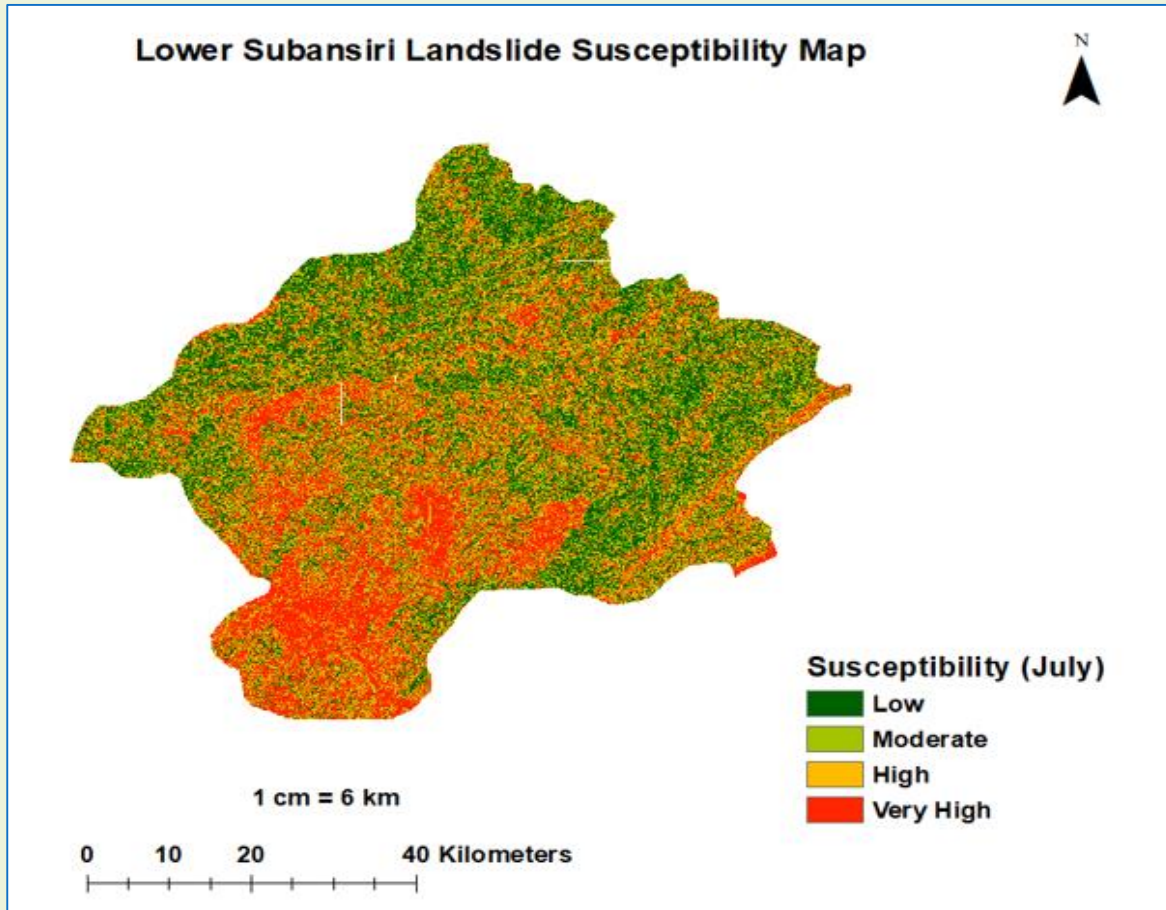 Lower Subansiri Landslide Susceptibility Map
N
Susceptibility (July)
Low
Moderate
High
Very High
1 cm = 6 km
0 10 20 40 Kilometers